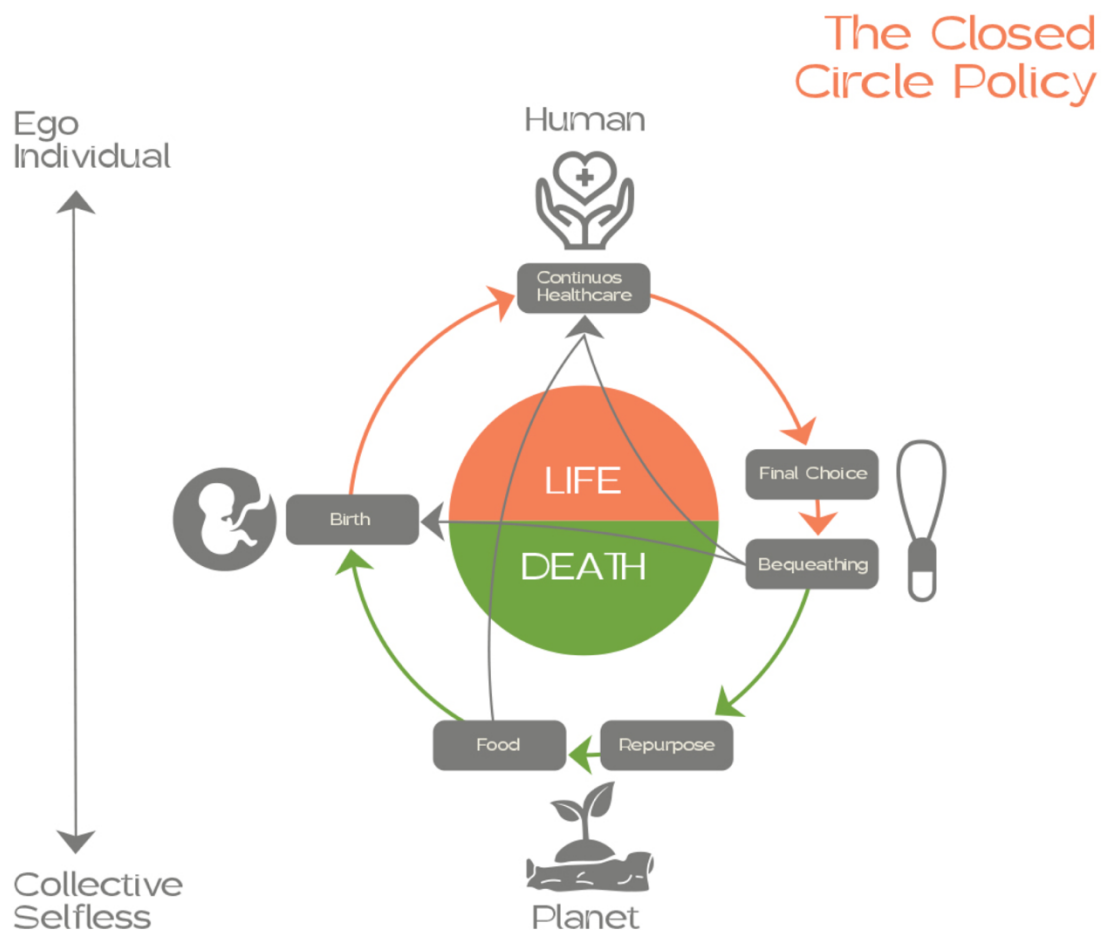 The Closed
Circle Policy
Ego
Individual
Human
Continuos
Healthcare
LIFE
Final Choice
Birth
DEATH
Bequeathing
Food
Repurpose
Collective
Selfless
Planet